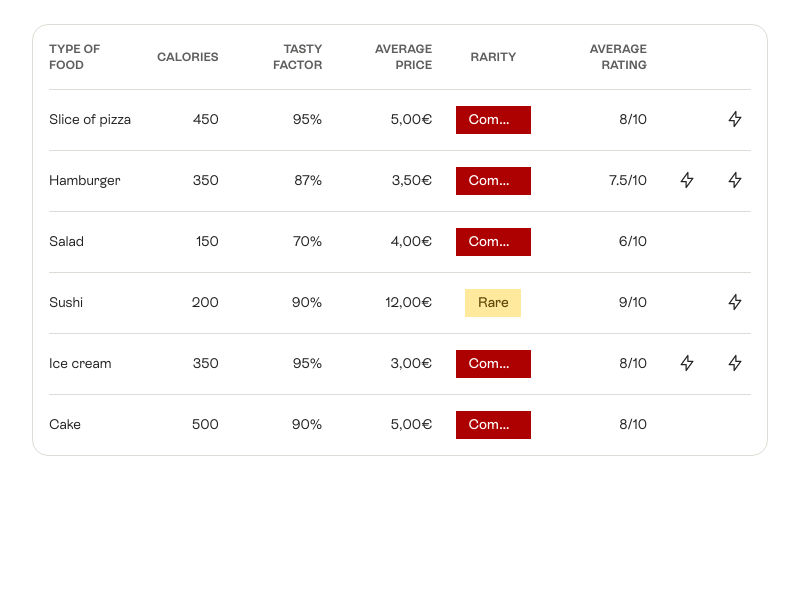 TYPE OF FOOD CALORIES TASTY FACTOR AVERAGE PRICE RARITY AVERAGE RATING
Slice of pizza 450 95% 5,00€ Com... 8/10
Hamburger 350 87% 3,50€ Com... 7.5/10
Salad 150 70% 4,00€ Com... 6/10
Sushi 200 90% 12,00€ Rare 9/10
Ice cream 350 95% 3,00€ Com... 8/10
Cake 500 90% 5,00€ Com... 8/10